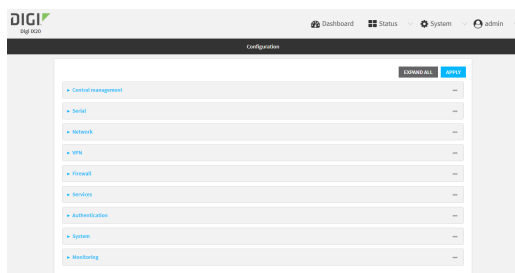 DIGI
Digi IX20
Dashboard Status System admin
Configuration
EXPAND ALL APPLY
Central management
Serial
Network
VPN
Firewall
Services
Authentication
System
Monitoring